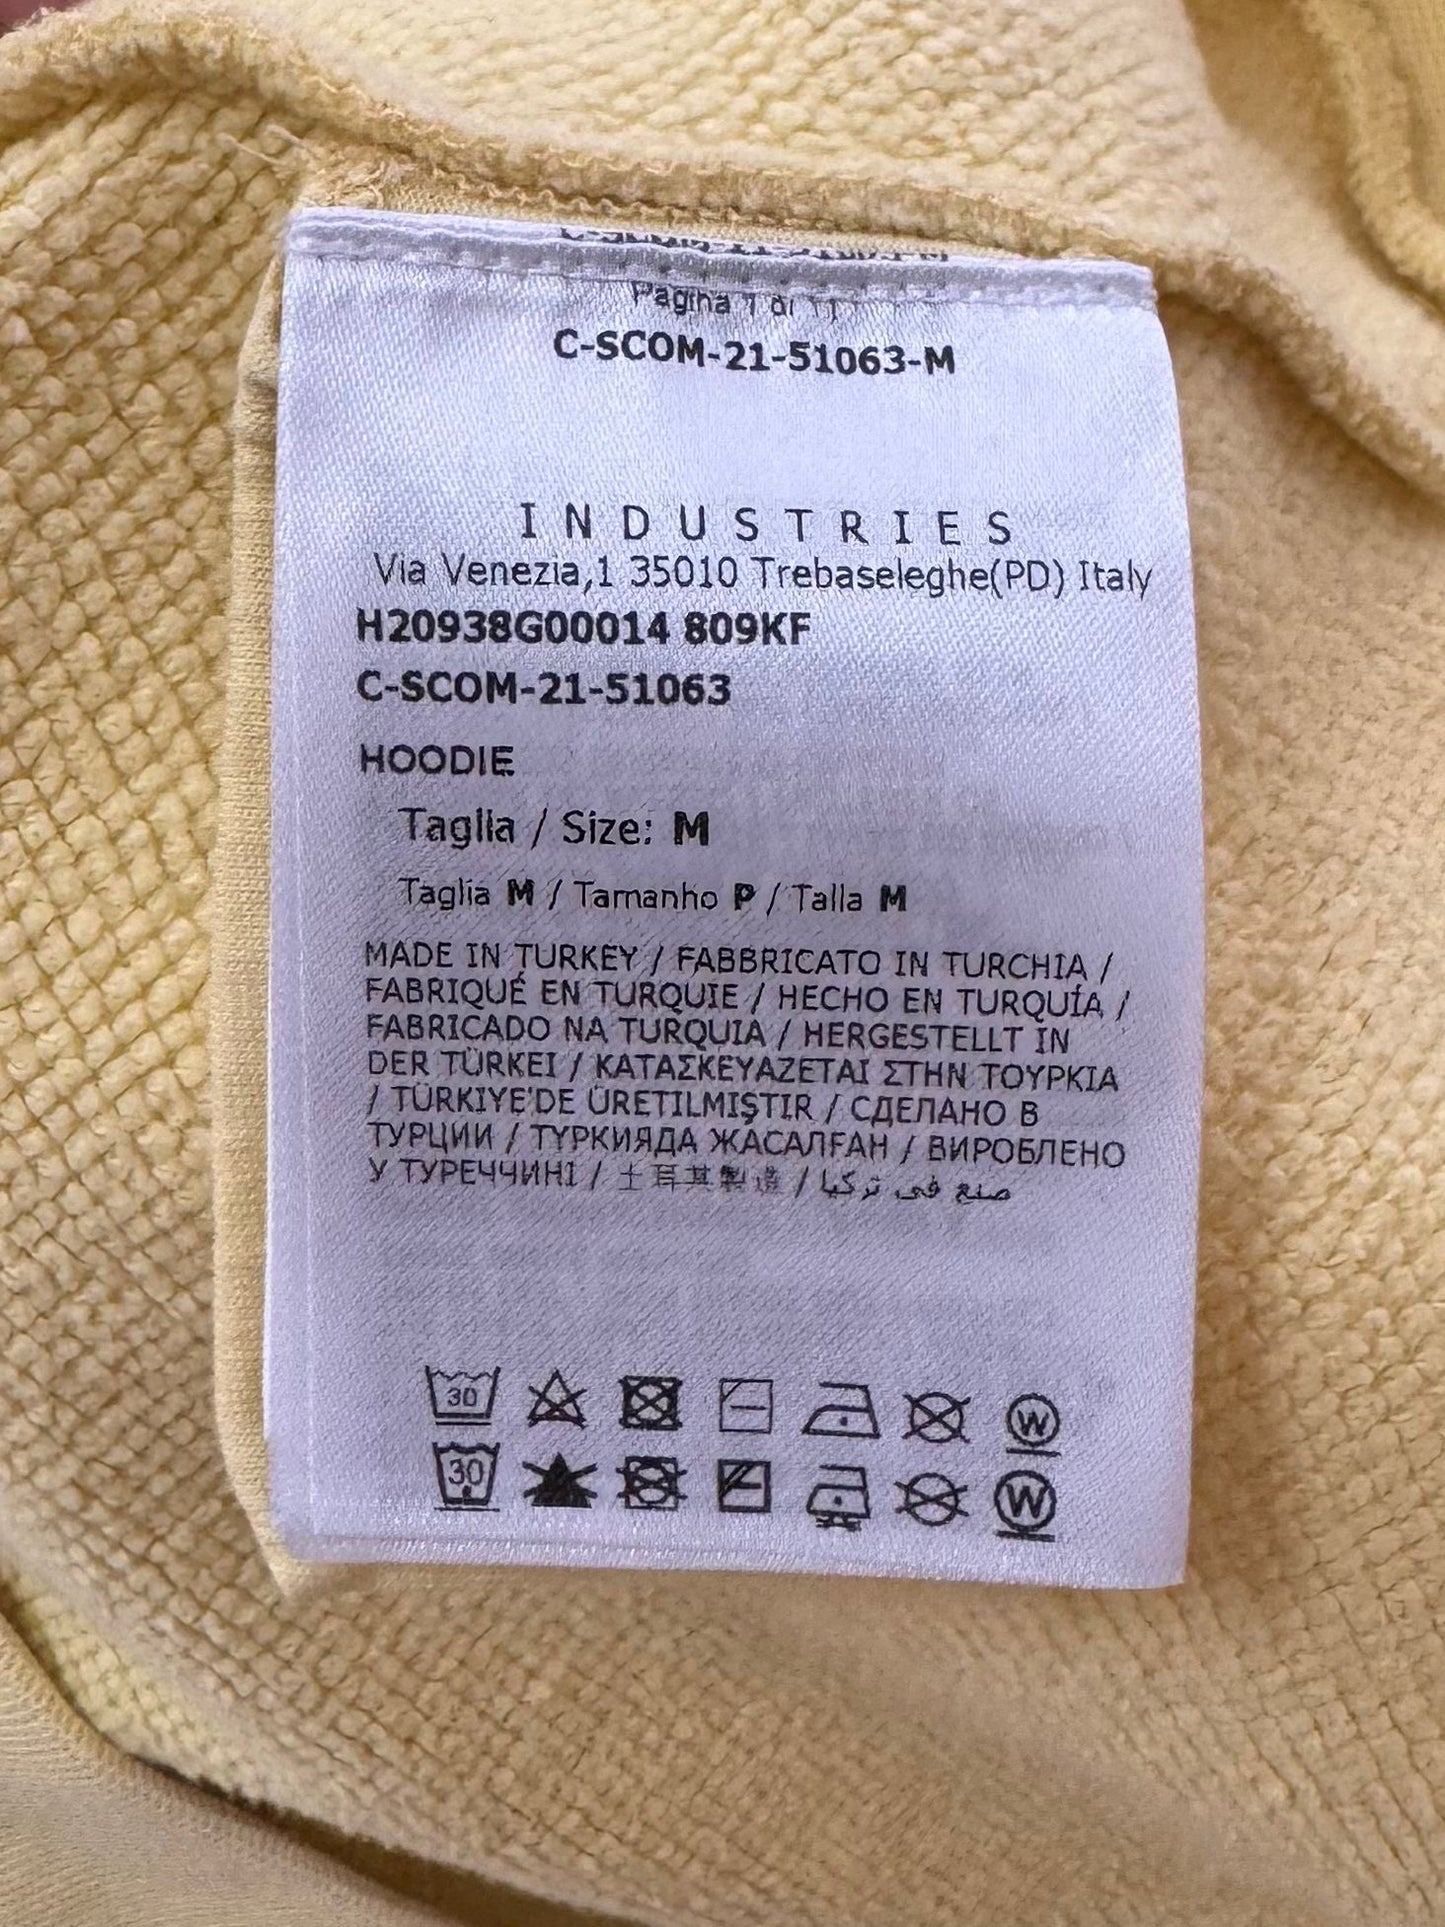 Pagina 1 di 11
C-SCOM-21-51063-M
INDUSTRIES
Via Venezia,1 35010 Trebaseleghe(PD) Italy
H20938G00014 809KF
C-SCOM-21-51063
HOODIE
Taglia / Size: M
Taglia M / Tamanho P / Talla M
MADE IN TURKEY / FABBRICATO IN TURCHIA /
FABRIQUÉ EN TURQUIE / HECHO EN TURQUÍA /
FABRICADO NA TURQUIA / HERGESTELLT IN
DER TÜRKEI / ΚΑΤΑΣΚΕΥΑΖΕΤΑΙ ΣΤΗΝ ΤΟΥΡΚΙΑ
/ TÜRKIYE'DE ÜRETILMIŞTIR / СДЕЛАНО В
ТУРЦИИ / ТҮРКИЯДА ЖАСАЛҒАН / ВИРОБЛЕНО
У ТУРЕЧЧИНІ / 土耳其製造 / صنع في تركيا
30 W
30 W